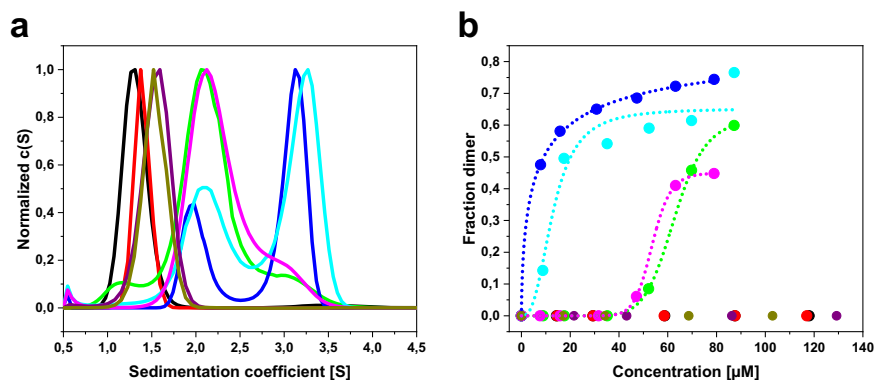 a
Normalized c(S)
1,0
0,8
0,6
0,4
0,2
0,0
0,5 1,0 1,5 2,0 2,5 3,0 3,5 4,0 4,5
Sedimentation coefficient [S]
b
Fraction dimer
0,8
0,7
0,6
0,5
0,4
0,3
0,2
0,1
0,0
0 20 40 60 80 100 120 140
Concentration [µM]